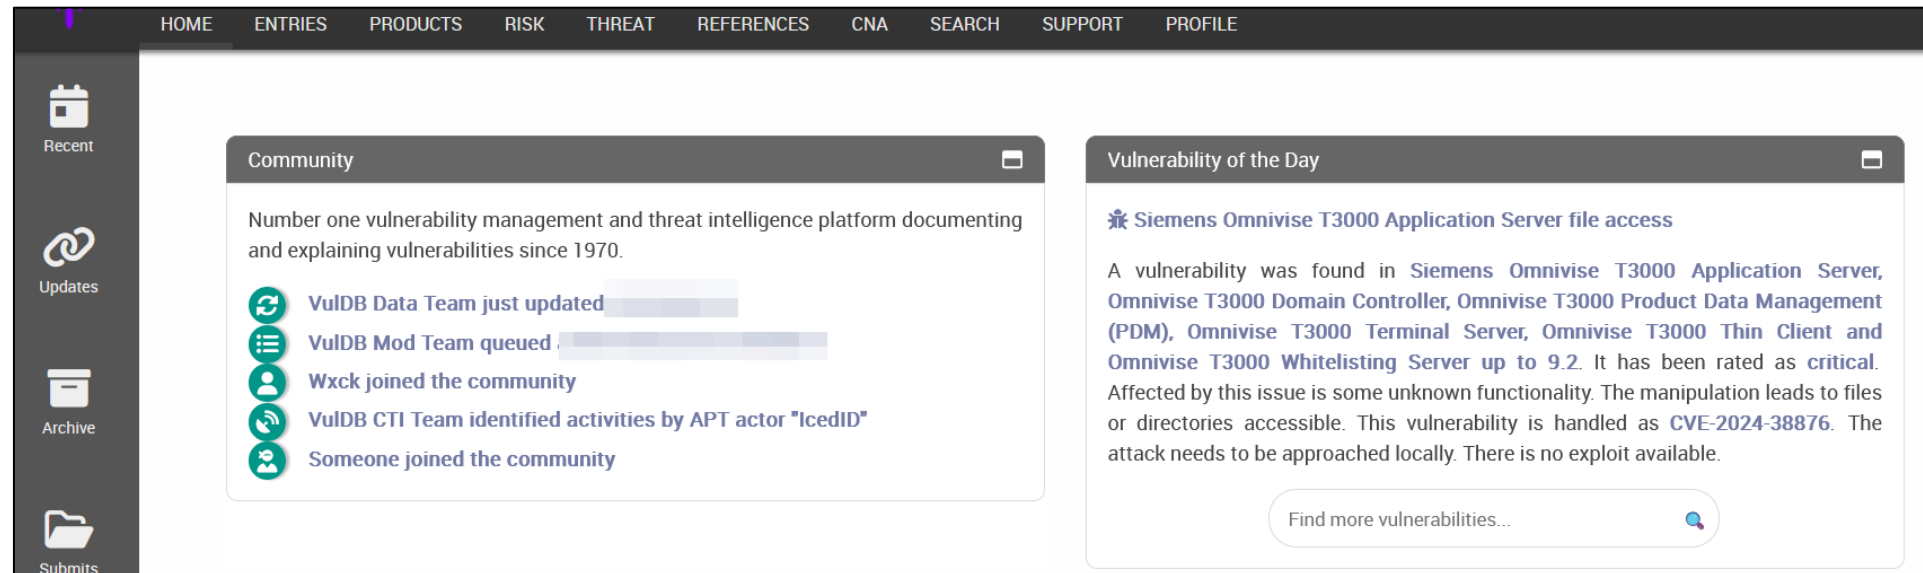 HOME ENTRIES PRODUCTS RISK THREAT REFERENCES CNA SEARCH SUPPORT PROFILE
Recent
Updates
Archive
Submits
Community
Number one vulnerability management and threat intelligence platform documenting
and explaining vulnerabilities since 1970.
VulDB Data Team just updated
VulDB Mod Team queued
Wxck joined the community
VulDB CTI Team identified activities by APT actor "IcedID"
Someone joined the community
Vulnerability of the Day
Siemens Omnivise T3000 Application Server file access
A vulnerability was found in Siemens Omnivise T3000 Application Server,
Omnivise T3000 Domain Controller, Omnivise T3000 Product Data Management
(PDM), Omnivise T3000 Terminal Server, Omnivise T3000 Thin Client and
Omnivise T3000 Whitelisting Server up to 9.2. It has been rated as critical.
Affected by this issue is some unknown functionality. The manipulation leads to files
or directories accessible. This vulnerability is handled as CVE-2024-38876. The
attack needs to be approached locally. There is no exploit available.
Find more vulnerabilities...